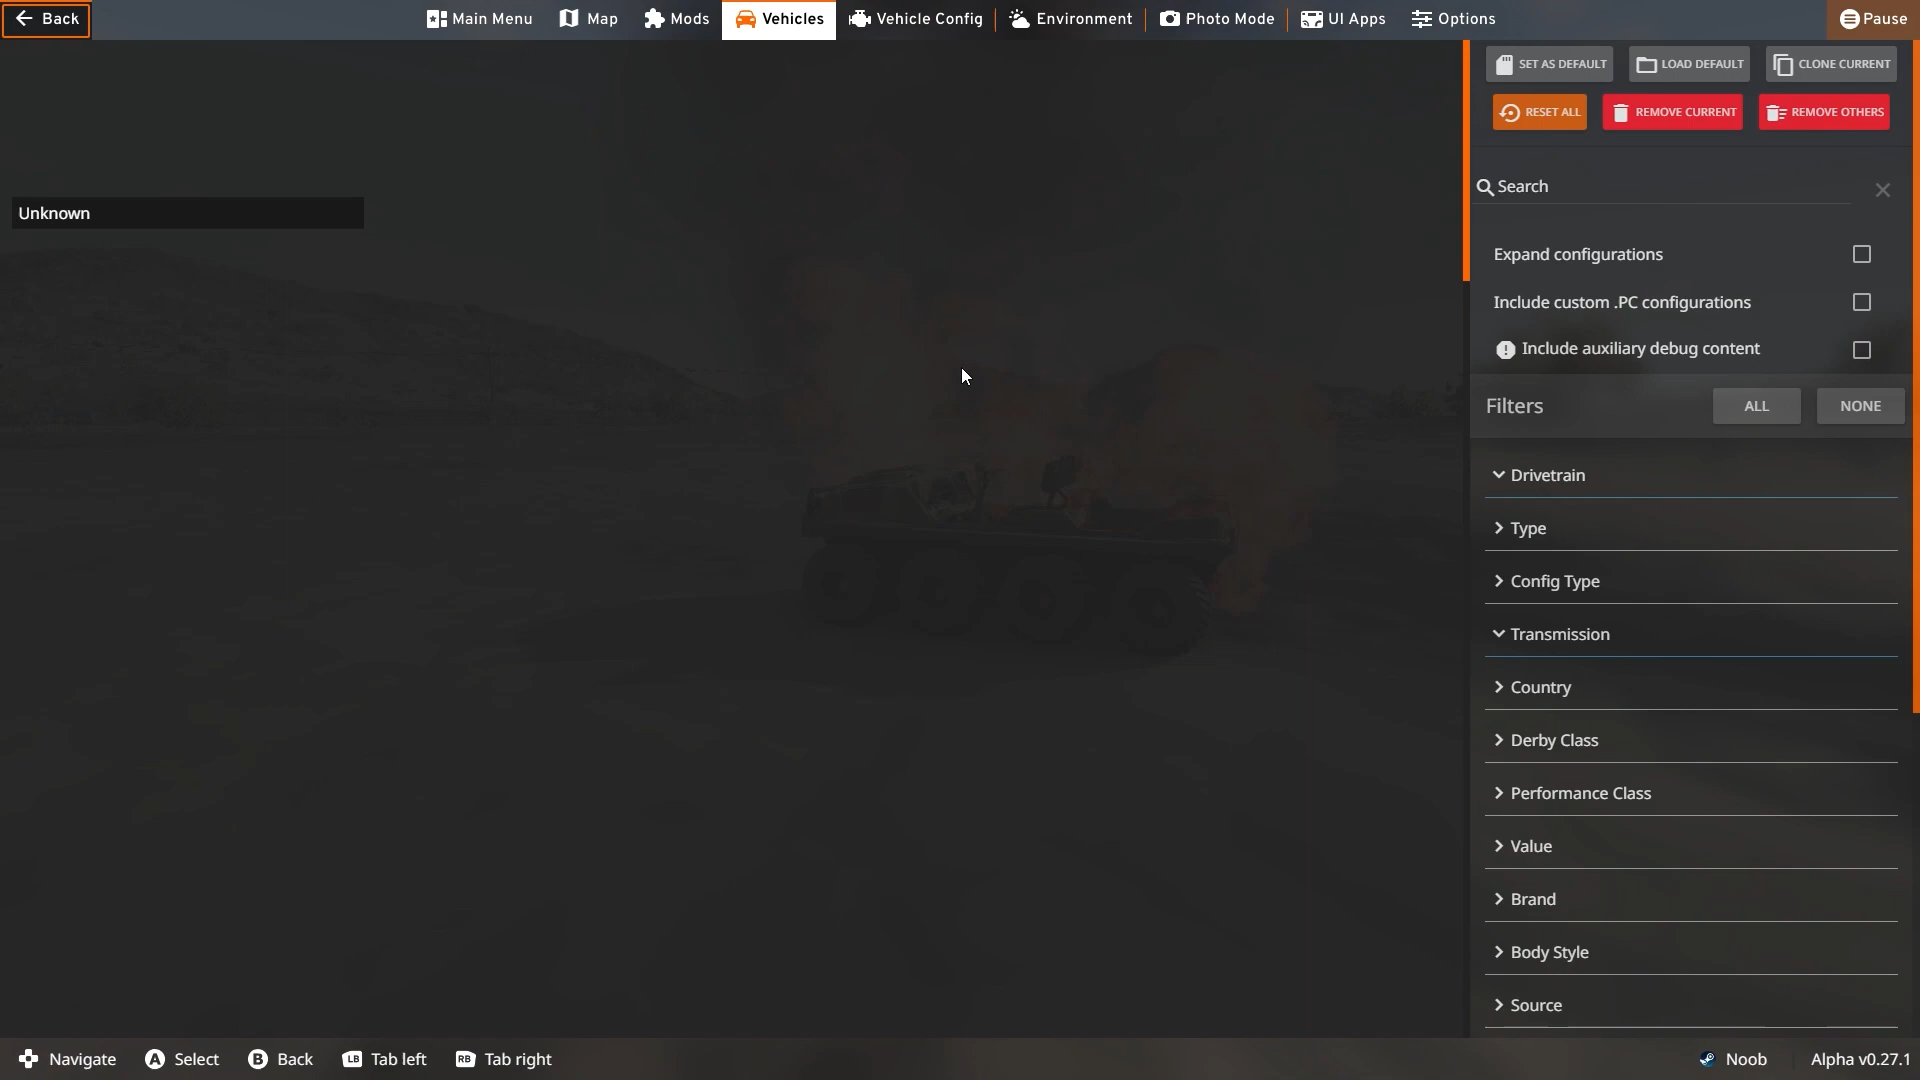 Back
Main Menu
Map
Mods
Vehicles
Vehicle Config
Environment
Photo Mode
UI Apps
Options
Pause
SET AS DEFAULT
LOAD DEFAULT
CLONE CURRENT
RESET ALL
REMOVE CURRENT
REMOVE OTHERS
Search
Unknown
Expand configurations
Include custom .PC configurations
Include auxiliary debug content
Filters
ALL
NONE
Drivetrain
Type
Config Type
Transmission
Country
Derby Class
Performance Class
Value
Brand
Body Style
Source
Navigate
A Select
B Back
LB Tab left
RB Tab right
Noob
Alpha v0.27.1